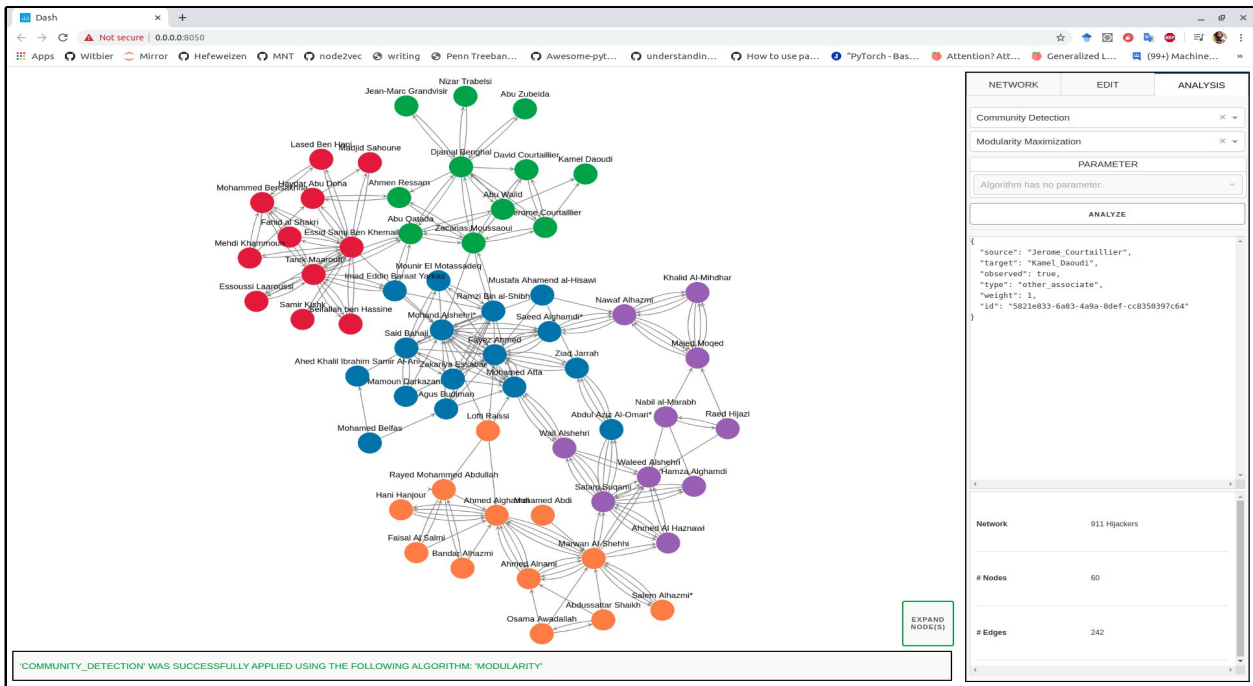 Dash
Not secure | 0.0.0.0:8050
Apps Witbier Mirror Hefeweizen MNT node2vec writing Penn Treeban... Awesome-pyt... understandin... How to use pa... "PyTorch - Bas... Attention? Att... Generalized L... (99+) Machine... »
NETWORK EDIT ANALYSIS
Community Detection
Modularity Maximization
PARAMETER
Algorithm has no parameter.
ANALYZE
{
"source": "Jerome_Courtaillier",
"target": "Kamel_Daoudi",
"observed": true,
"type": "other_associate",
"weight": 1,
"id": "5821e833-6a03-4a9a-8def-cc8350397c64"
}
Network 911 Hijackers
# Nodes 60
# Edges 242
Nizar Trabelsi
Jean-Marc Grandvisir
Abu Zubeida
Lased Ben Hani
Madjid Sahoune
Djamal Benghal
David Courtaillier
Kamel Daoudi
Mohammed Bensakhria
Haydar Abu Doha
Ahmen Ressam
Abu Walid
Jerome Courtaillier
Farid al Shakri
Essid Sami Ben Khemail
Abu Qatada
Zacarias Moussaoui
Mehdi Khammoun
Tarek Maaroufi
Mounir El Motassadeq
Imad Eddin Baraat Yarkas
Mustafa Ahamend al-Hisawi
Khalid Al-Mihdhar
Essoussi Laaroussi
Ramzi Bin al-Shibh
Nawaf Alhazmi
Samir Kishk
Seifallah ben Hassine
Mohand Alshehri*
Saeed Alghamdi*
Said Bahaji
Fayez Ahmed
Majed Moqed
Ahed Khalil Ibrahim Samir Al-Ani
Zakariya Essabar
Ziad Jarrah
Mamoun Darkazanli
Mohamed Atta
Agus Budiman
Lofti Raissi
Abdul Aziz Al-Omari*
Nabil al-Marabh
Raed Hijazi
Mohamed Belfas
Wail Alshehri
Waleed Alshehri
Hamza Alghamdi
Rayed Mohammed Abdullah
Satam Suqami
Hani Hanjour
Ahmed Alghamdi
Mohamed Abdi
Faisal Al Salmi
Ahmed Al Haznawi
Bandar Alhazmi
Marwan Al-Shehhi
Ahmed Alnami
Salem Alhazmi*
Abdussattar Shaikh
Osama Awadallah
EXPAND
NODE(S)
'COMMUNITY_DETECTION' WAS SUCCESSFULLY APPLIED USING THE FOLLOWING ALGORITHM: 'MODULARITY'